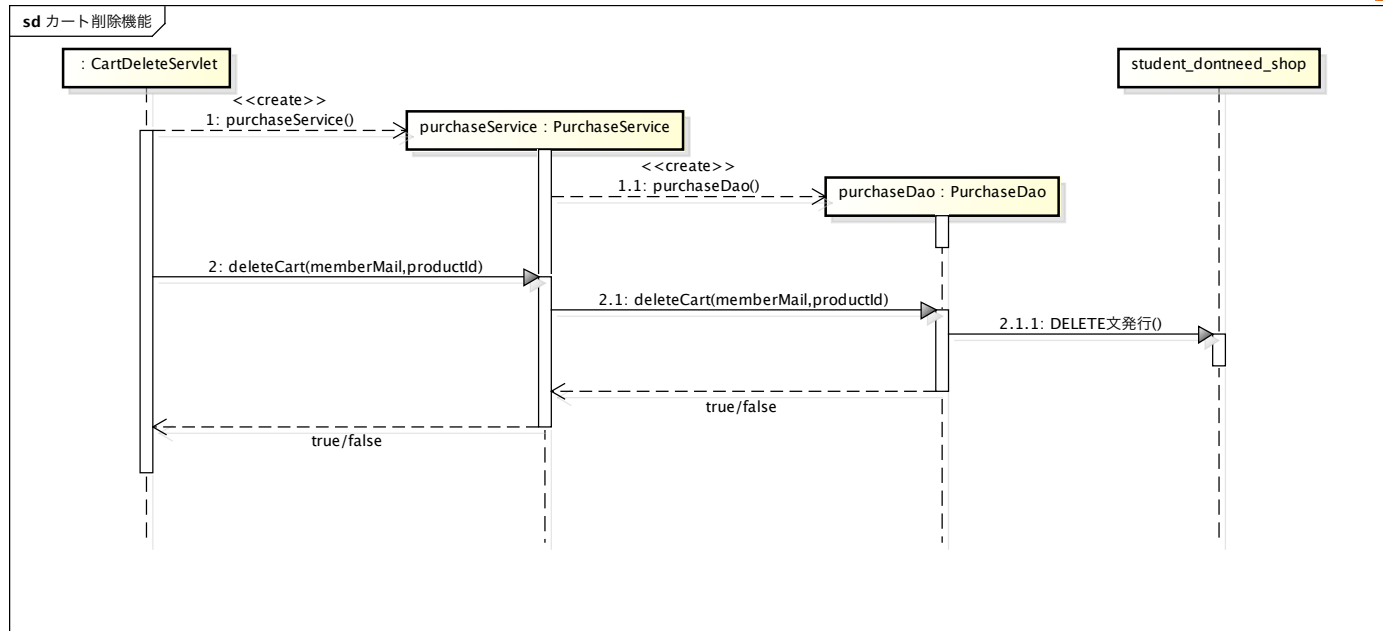 sd カート削除機能
: CartDeleteServlet
student_dontneed_shop
<<create>>
1: purchaseService()
purchaseService : PurchaseService
<<create>>
1.1: purchaseDao()
purchaseDao : PurchaseDao
2: deleteCart(memberMail,productId)
2.1: deleteCart(memberMail,productId)
2.1.1: DELETE文発行()
true/false
true/false